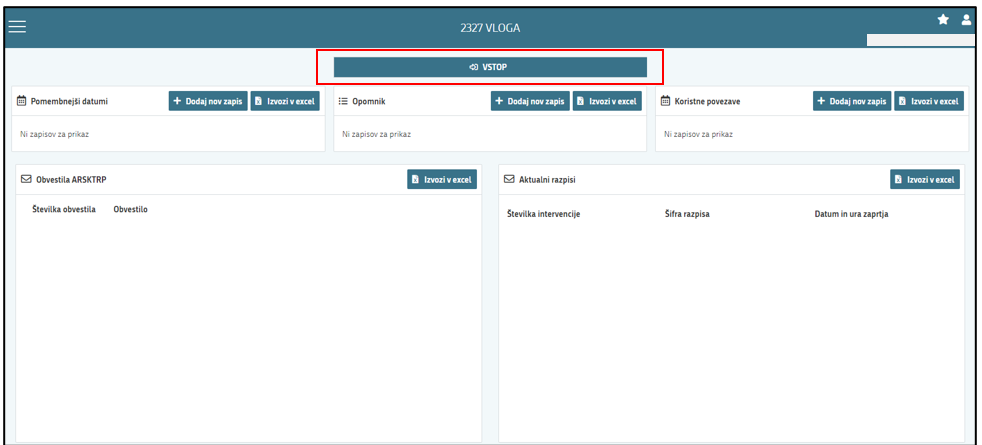 2327 VLOGA
VSTOP
Pomembnejši datumi
Dodaj nov zapis
Izvozi v excel
Ni zapisov za prikaz
Opomnik
Dodaj nov zapis
Izvozi v excel
Ni zapisov za prikaz
Koristne povezave
Dodaj nov zapis
Izvozi v excel
Ni zapisov za prikaz
Obvestila ARSKTRP
Izvozi v excel
Številka obvestila Obvestilo
Aktualni razpisi
Izvozi v excel
Številka intervencije Šifra razpisa Datum in ura zaprtja